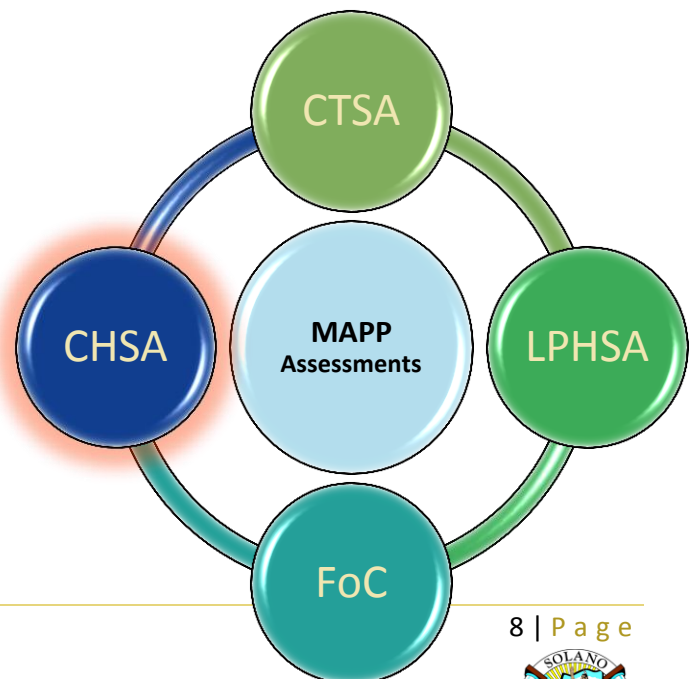 CTSA
CHSA
MAPP
Assessments
LPHSA
FoC
8 | P a g e
SOLANO